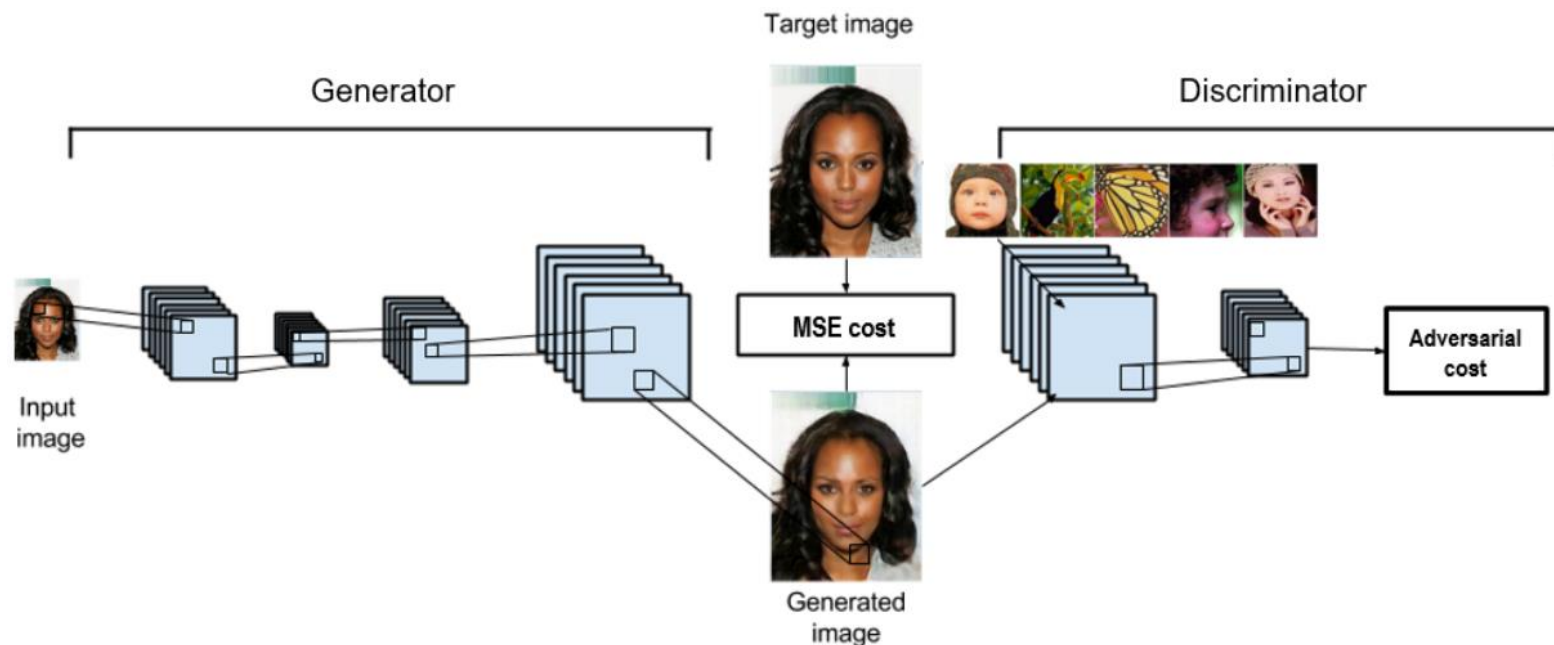 Target image
Generator
Discriminator
MSE cost
Adversarial
cost
Input
image
Generated
image